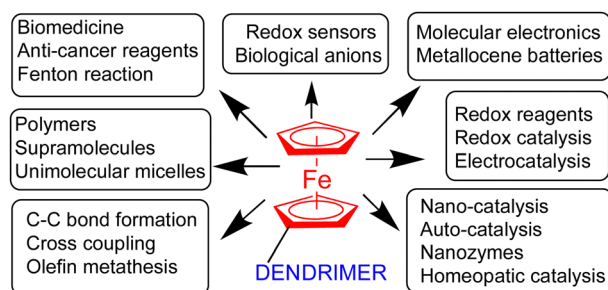 Biomedicine
Anti-cancer reagents
Fenton reaction
Redox sensors
Biological anions
Molecular electronics
Metallocene batteries
Polymers
Supramolecules
Unimolecular micelles
Fe
Redox reagents
Redox catalysis
Electrocatalysis
C-C bond formation
Cross coupling
Olefin metathesis
DENDRIMER
Nano-catalysis
Auto-catalysis
Nanozymes
Homeopatic catalysis